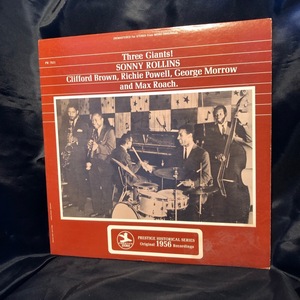 Three Giants!
SONNY ROLLINS
Clifford Brown, Richie Powell, George Morrow
and Max Roach.
PRESTIGE HISTORICAL SERIES
Original 1956 Recordings